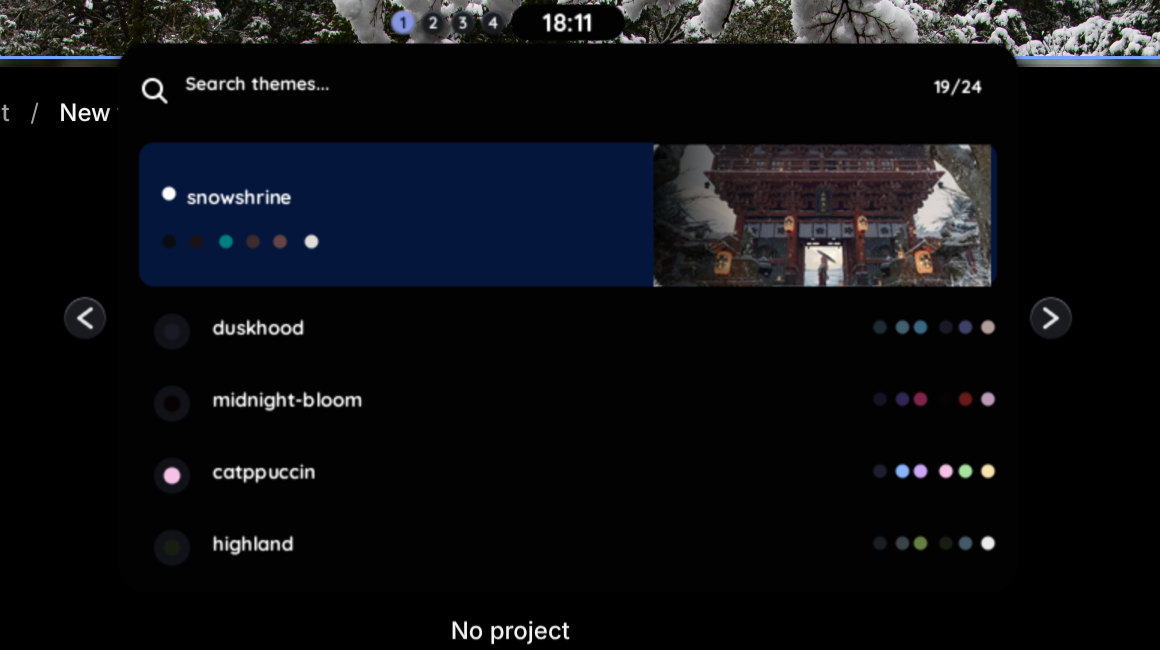 1 2 3 4 18:11
Search themes...
19/24
t / New
snowshrine
duskhood
midnight-bloom
catppuccin
highland
No project